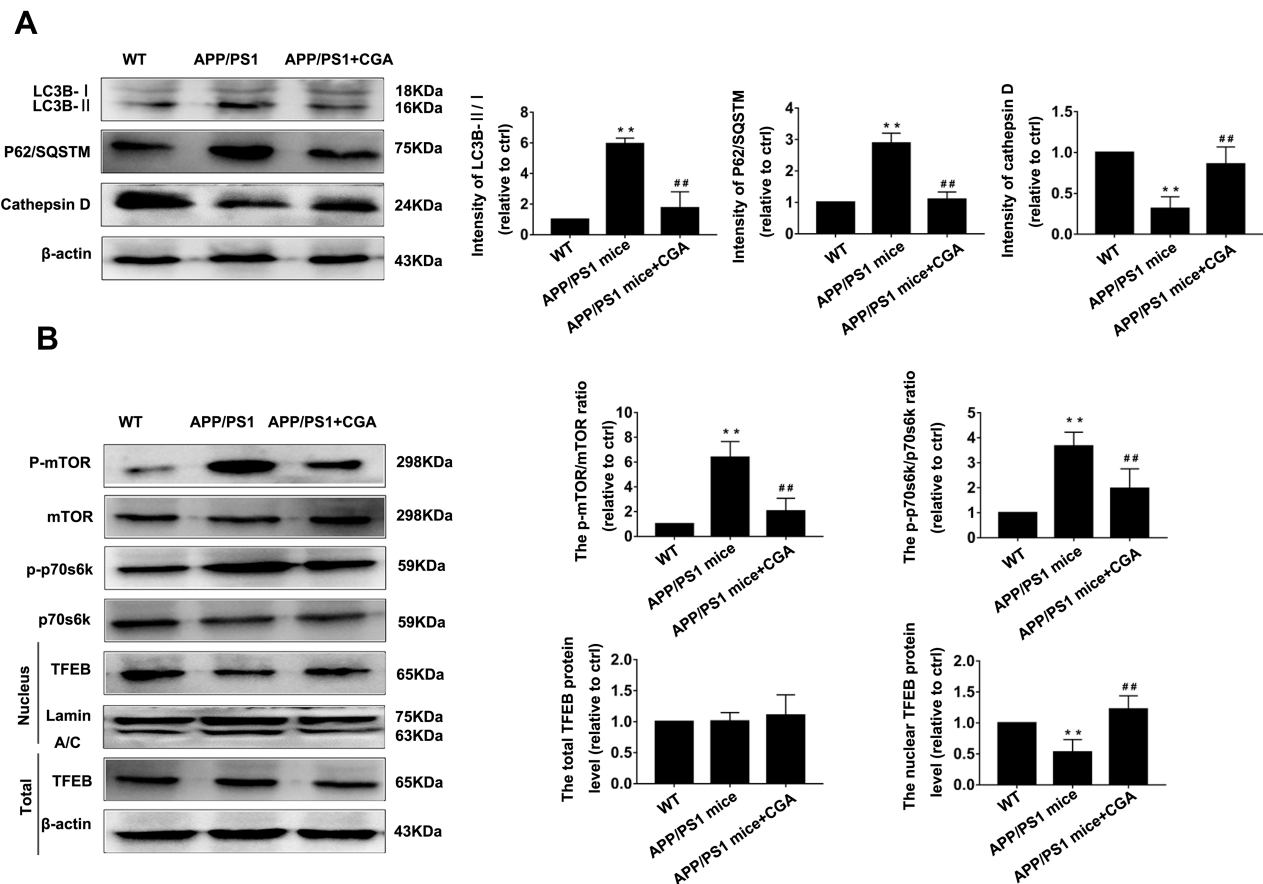 A
WT APP/PS1 APP/PS1+CGA
LC3B-Ⅰ 18KDa
LC3B-Ⅱ 16KDa
P62/SQSTM 75KDa
Cathepsin D 24KDa
β-actin 43KDa
Intensity of LC3B-Ⅱ/Ⅰ
(relative to ctrl)
8
6
4
2
0
**
##
WT
APP/PS1 mice
APP/PS1 mice+CGA
Intensity of P62/SQSTM
(relative to ctrl)
4
3
2
1
0
**
##
WT
APP/PS1 mice
APP/PS1 mice+CGA
Intensity of cathepsin D
(relative to ctrl)
1.5
1.0
0.5
0.0
**
##
WT
APP/PS1 mice
APP/PS1 mice+CGA
B
WT APP/PS1 APP/PS1+CGA
P-mTOR 298KDa
mTOR 298KDa
p-p70s6k 59KDa
p70s6k 59KDa
Nucleus
TFEB 65KDa
Lamin 75KDa
A/C 63KDa
Total
TFEB 65KDa
β-actin 43KDa
The p-mTOR/mTOR ratio
(relative to ctrl)
10
8
6
4
2
0
**
##
WT
APP/PS1 mice
APP/PS1 mice+CGA
The p-p70s6k/p70s6k ratio
(relative to ctrl)
5
4
3
2
1
0
**
##
WT
APP/PS1 mice
APP/PS1 mice+CGA
The total TFEB protein
level (relative to ctrl)
2.0
1.5
1.0
0.5
0.0
WT
APP/PS1 mice
APP/PS1 mice+CGA
The nuclear TFEB protein
level (relative to ctrl)
2.0
1.5
1.0
0.5
0.0
**
##
WT
APP/PS1 mice
APP/PS1 mice+CGA